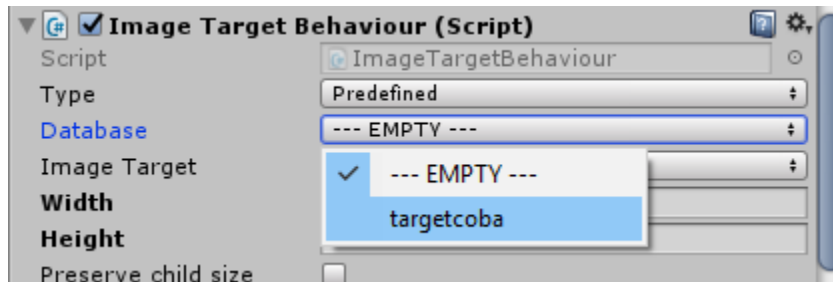 Image Target Behaviour (Script)
Script ImageTargetBehaviour
Type Predefined
Database --- EMPTY ---
Image Target --- EMPTY ---
Width targetcoba
Height
Preserve child size